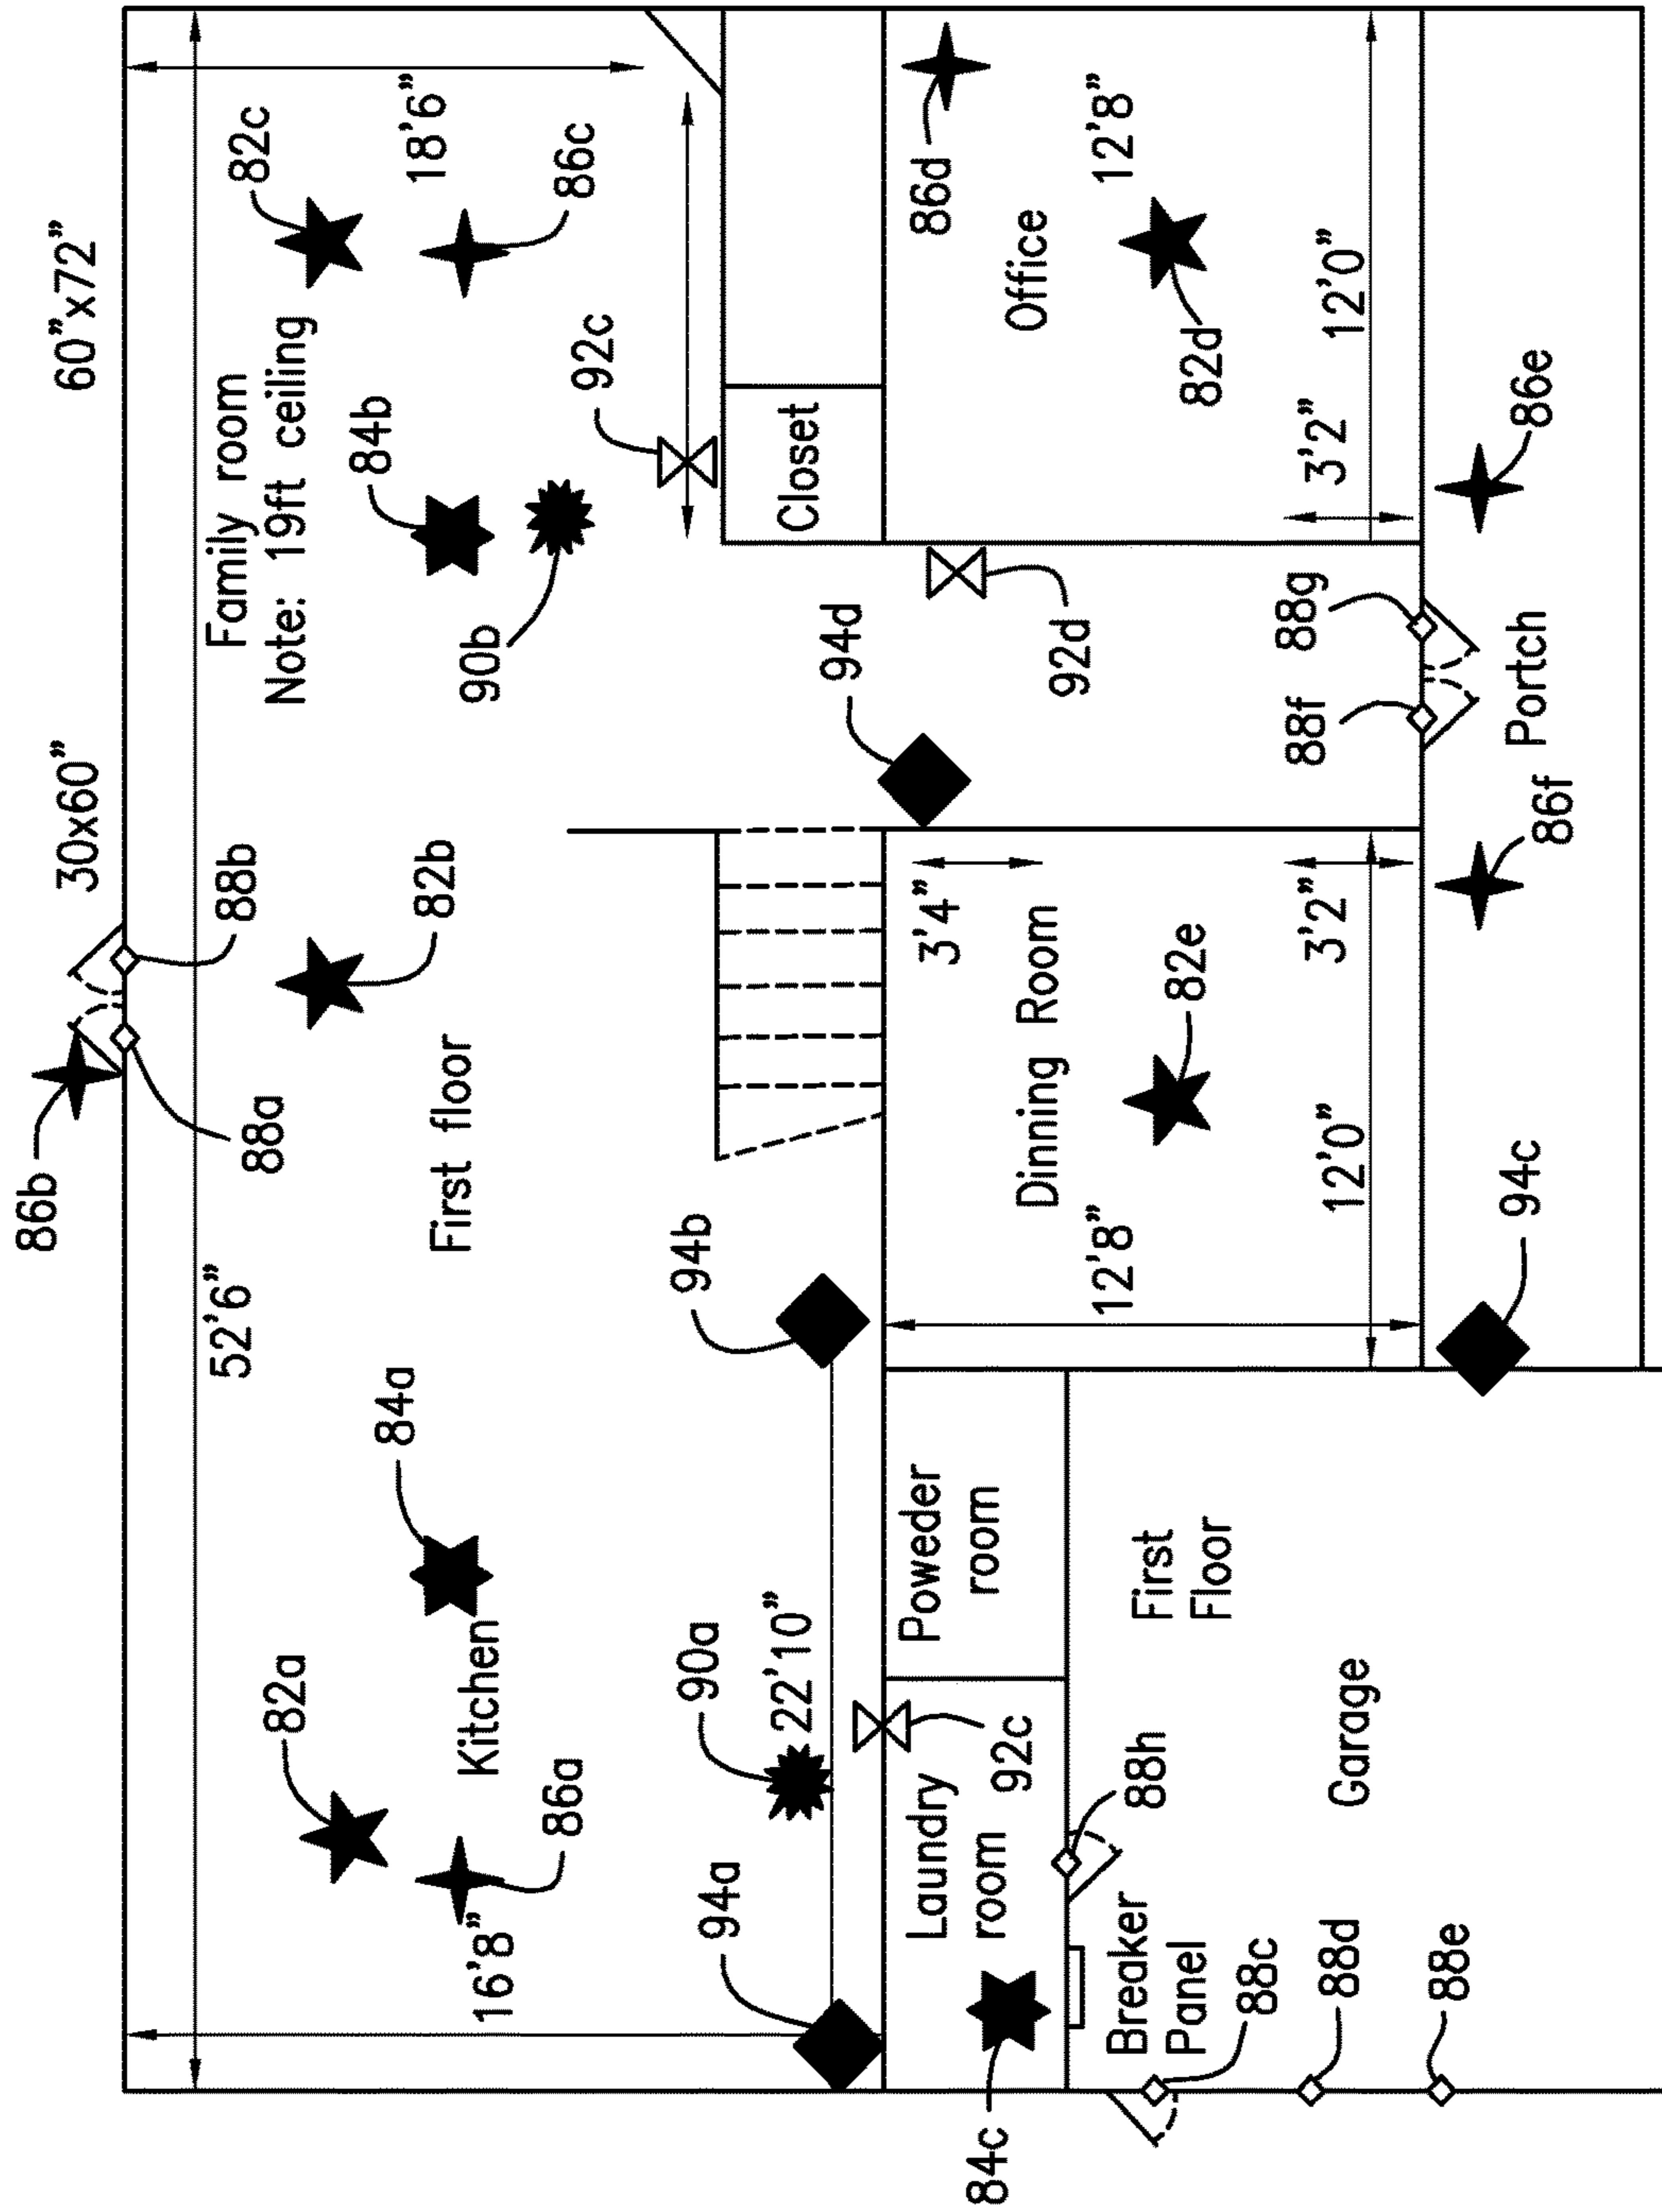 60”x72”
30x60”
86b
88b
88a
52’6”
Family room
Note: 19ft ceiling
82c
18’6”
86c
84b
90b
92c
82b
First floor
84a
82a
Kitchen
86a
16’8”
90a
22’10”
94a
94b
94d
Closet
92d
86d
Office
12’8”
82d
12’0”
3’2”
3’4”
Dinning Room
82e
3’2”
12’8”
12’0”
Poweder
room
Laundry
room
92c
84c
First
Floor
Garage
88h
Breaker
Panel
88c
88d
88e
88g
88f
Portch
86e
86f
94c